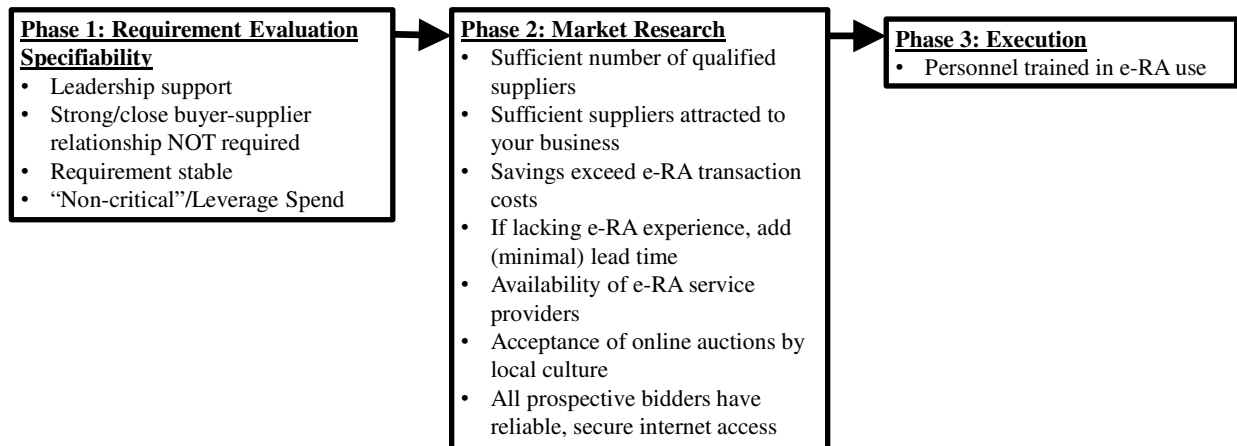 Phase 1: Requirement Evaluation
Specifiability
• Leadership support
• Strong/close buyer-supplier
relationship NOT required
• Requirement stable
• “Non-critical”/Leverage Spend
Phase 2: Market Research
• Sufficient number of qualified
suppliers
• Sufficient suppliers attracted to
your business
• Savings exceed e-RA transaction
costs
• If lacking e-RA experience, add
(minimal) lead time
• Availability of e-RA service
providers
• Acceptance of online auctions by
local culture
• All prospective bidders have
reliable, secure internet access
Phase 3: Execution
• Personnel trained in e-RA use